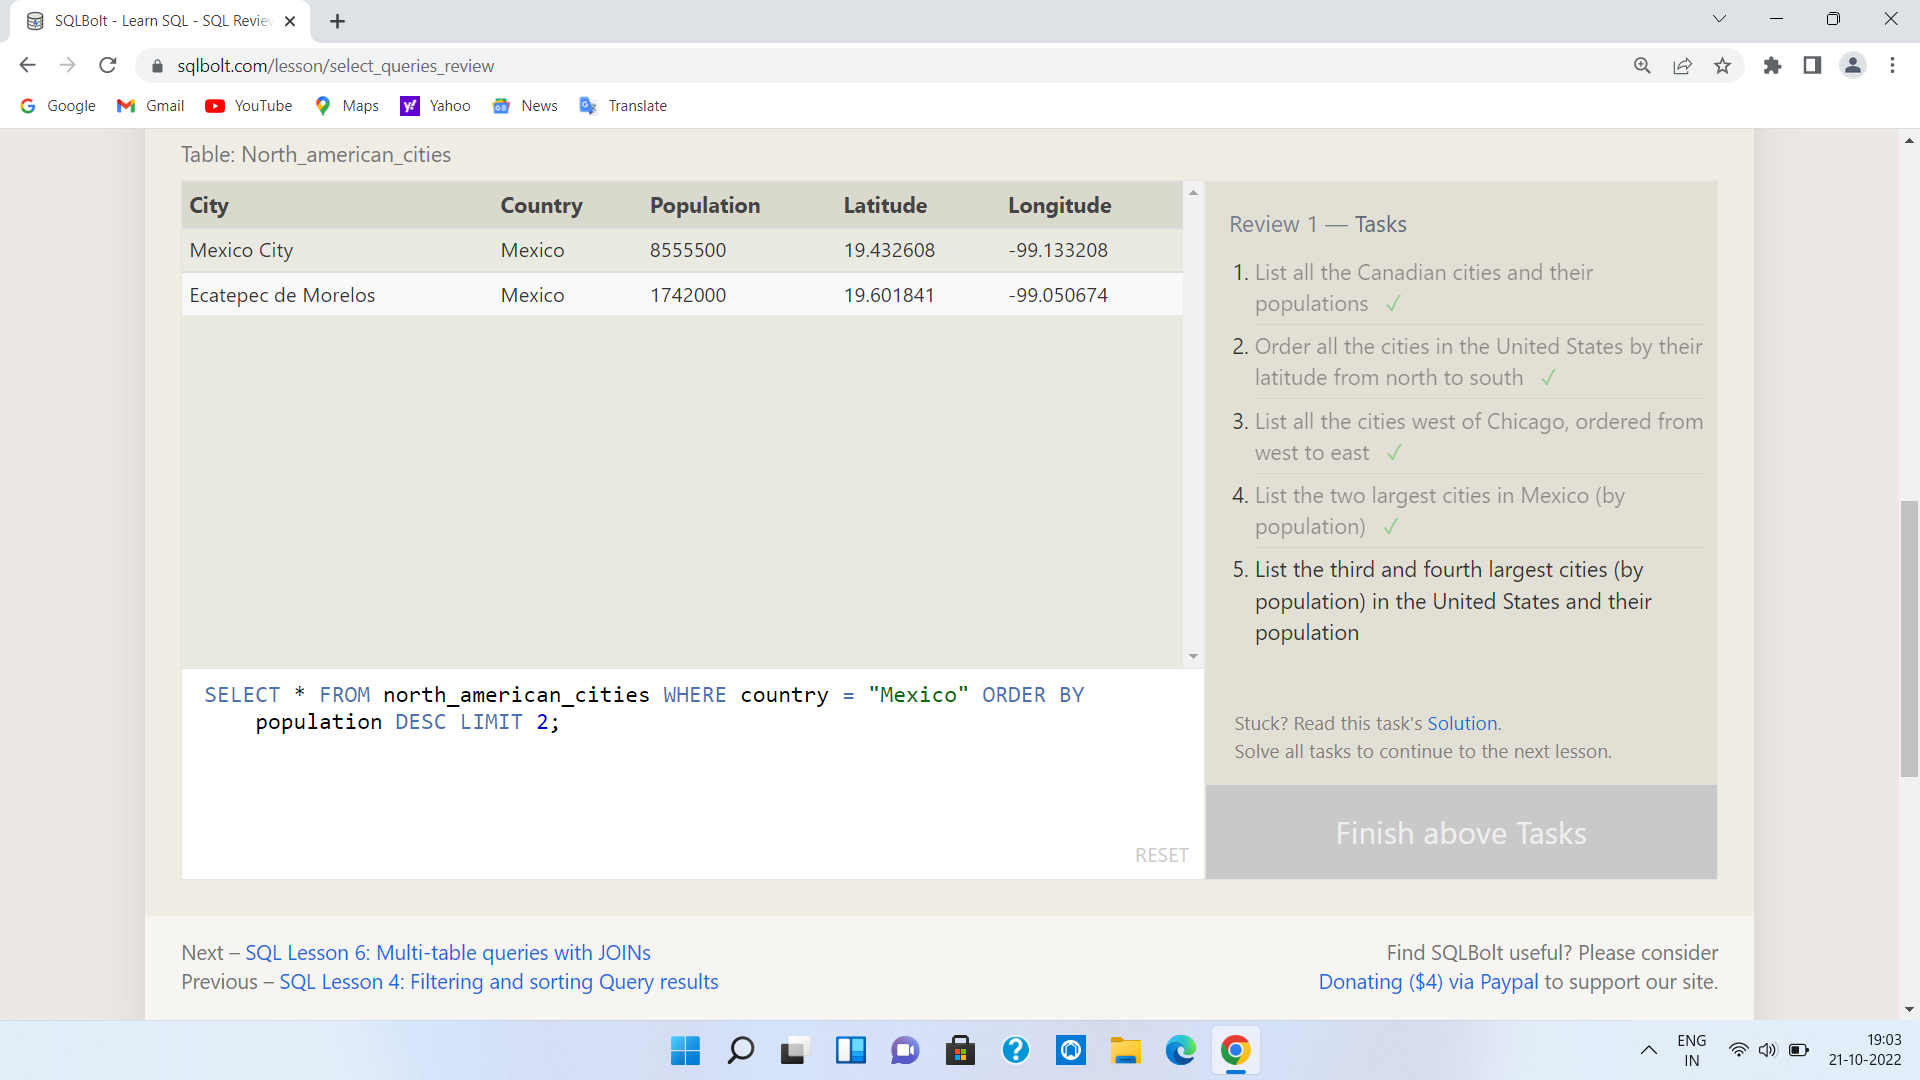 SQLBolt - Learn SQL - SQL Review
sqlbolt.com/lesson/select_queries_review
Google Gmail YouTube Maps Yahoo News Translate
Table: North_american_cities
City Country Population Latitude Longitude
Mexico City Mexico 8555500 19.432608 -99.133208
Ecatepec de Morelos Mexico 1742000 19.601841 -99.050674
SELECT * FROM north_american_cities WHERE country = "Mexico" ORDER BY
population DESC LIMIT 2;
RESET
Review 1 — Tasks
1. List all the Canadian cities and their
populations ✓
2. Order all the cities in the United States by their
latitude from north to south ✓
3. List all the cities west of Chicago, ordered from
west to east ✓
4. List the two largest cities in Mexico (by
population) ✓
5. List the third and fourth largest cities (by
population) in the United States and their
population
Stuck? Read this task's Solution.
Solve all tasks to continue to the next lesson.
Finish above Tasks
Next – SQL Lesson 6: Multi-table queries with JOINs
Previous – SQL Lesson 4: Filtering and sorting Query results
Find SQLBolt useful? Please consider
Donating ($4) via Paypal to support our site.
ENG
IN
19:03
21-10-2022